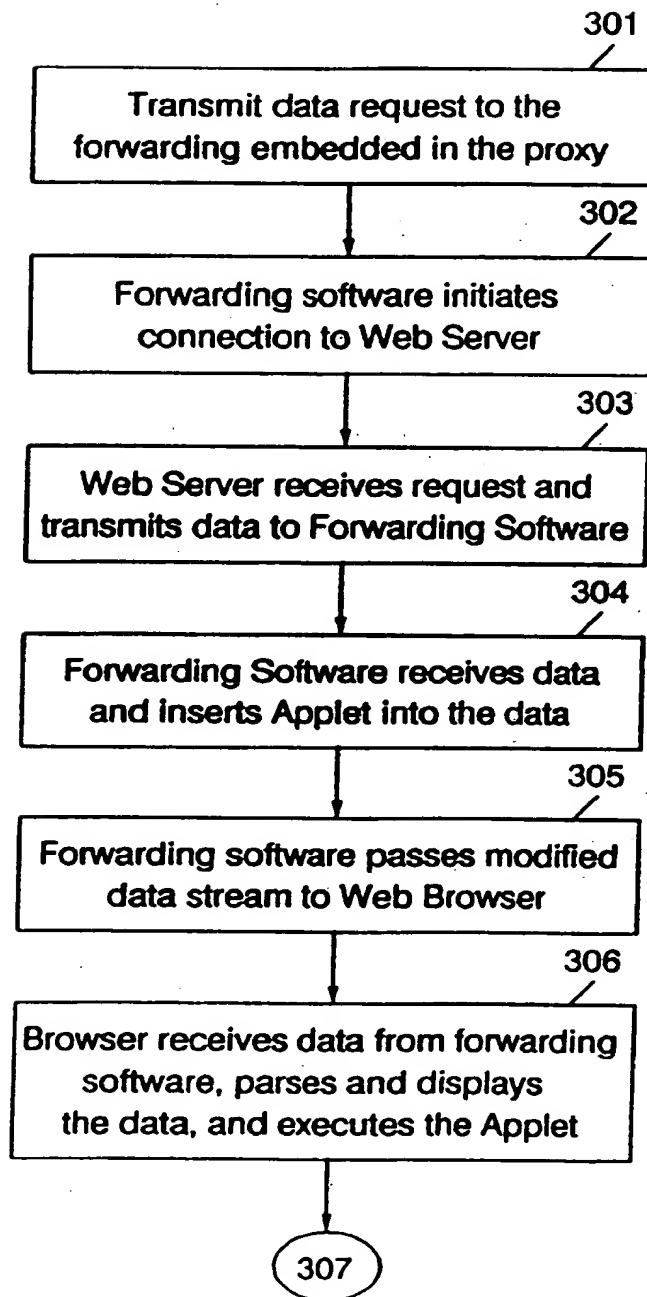 301
Transmit data request to the
forwarding embedded in the proxy
302
Forwarding software initiates
connection to Web Server
303
Web Server receives request and
transmits data to Forwarding Software
304
Forwarding Software receives data
and inserts Applet into the data
305
Forwarding software passes modified
data stream to Web Browser
306
Browser receives data from forwarding
software, parses and displays
the data, and executes the Applet
307